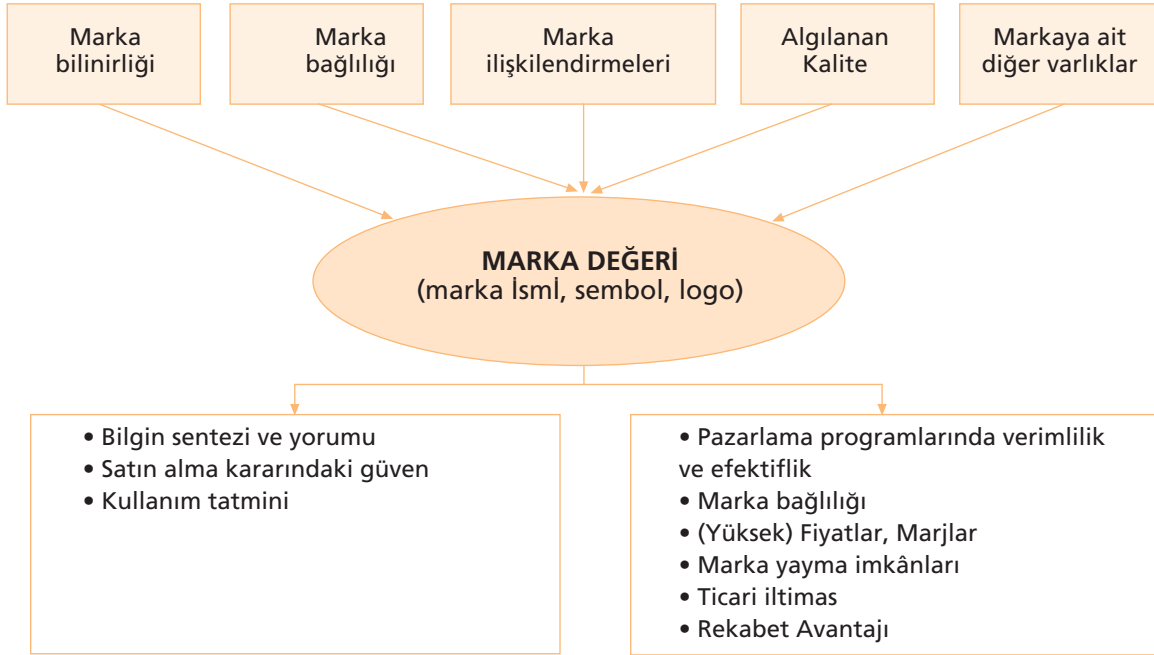 Marka
bilinirliği
Marka
bağlılığı
Marka
ilişkilendirmeleri
Algılanan
Kalite
Markaya ait
diğer varlıklar
MARKA DEĞERİ
(marka İsmİ, sembol, logo)
• Bilgin sentezi ve yorumu
• Satın alma kararındaki güven
• Kullanım tatmini
• Pazarlama programlarında verimlilik
ve efektiflik
• Marka bağlılığı
• (Yüksek) Fiyatlar, Marjlar
• Marka yayma imkânları
• Ticari iltimas
• Rekabet Avantajı